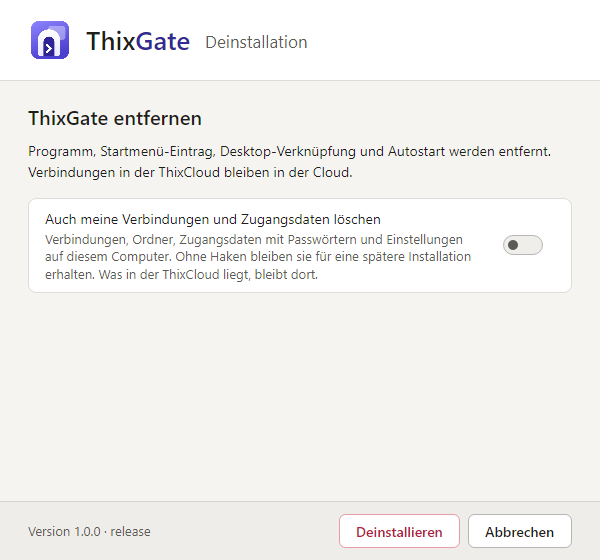 ThixGate Deinstallation
ThixGate entfernen
Programm, Startmenü-Eintrag, Desktop-Verknüpfung und Autostart werden entfernt.
Verbindungen in der ThixCloud bleiben in der Cloud.
Auch meine Verbindungen und Zugangsdaten löschen
Verbindungen, Ordner, Zugangsdaten mit Passwörtern und Einstellungen
auf diesem Computer. Ohne Haken bleiben sie für eine spätere Installation
erhalten. Was in der ThixCloud liegt, bleibt dort.
Version 1.0.0 · release
Deinstallieren
Abbrechen